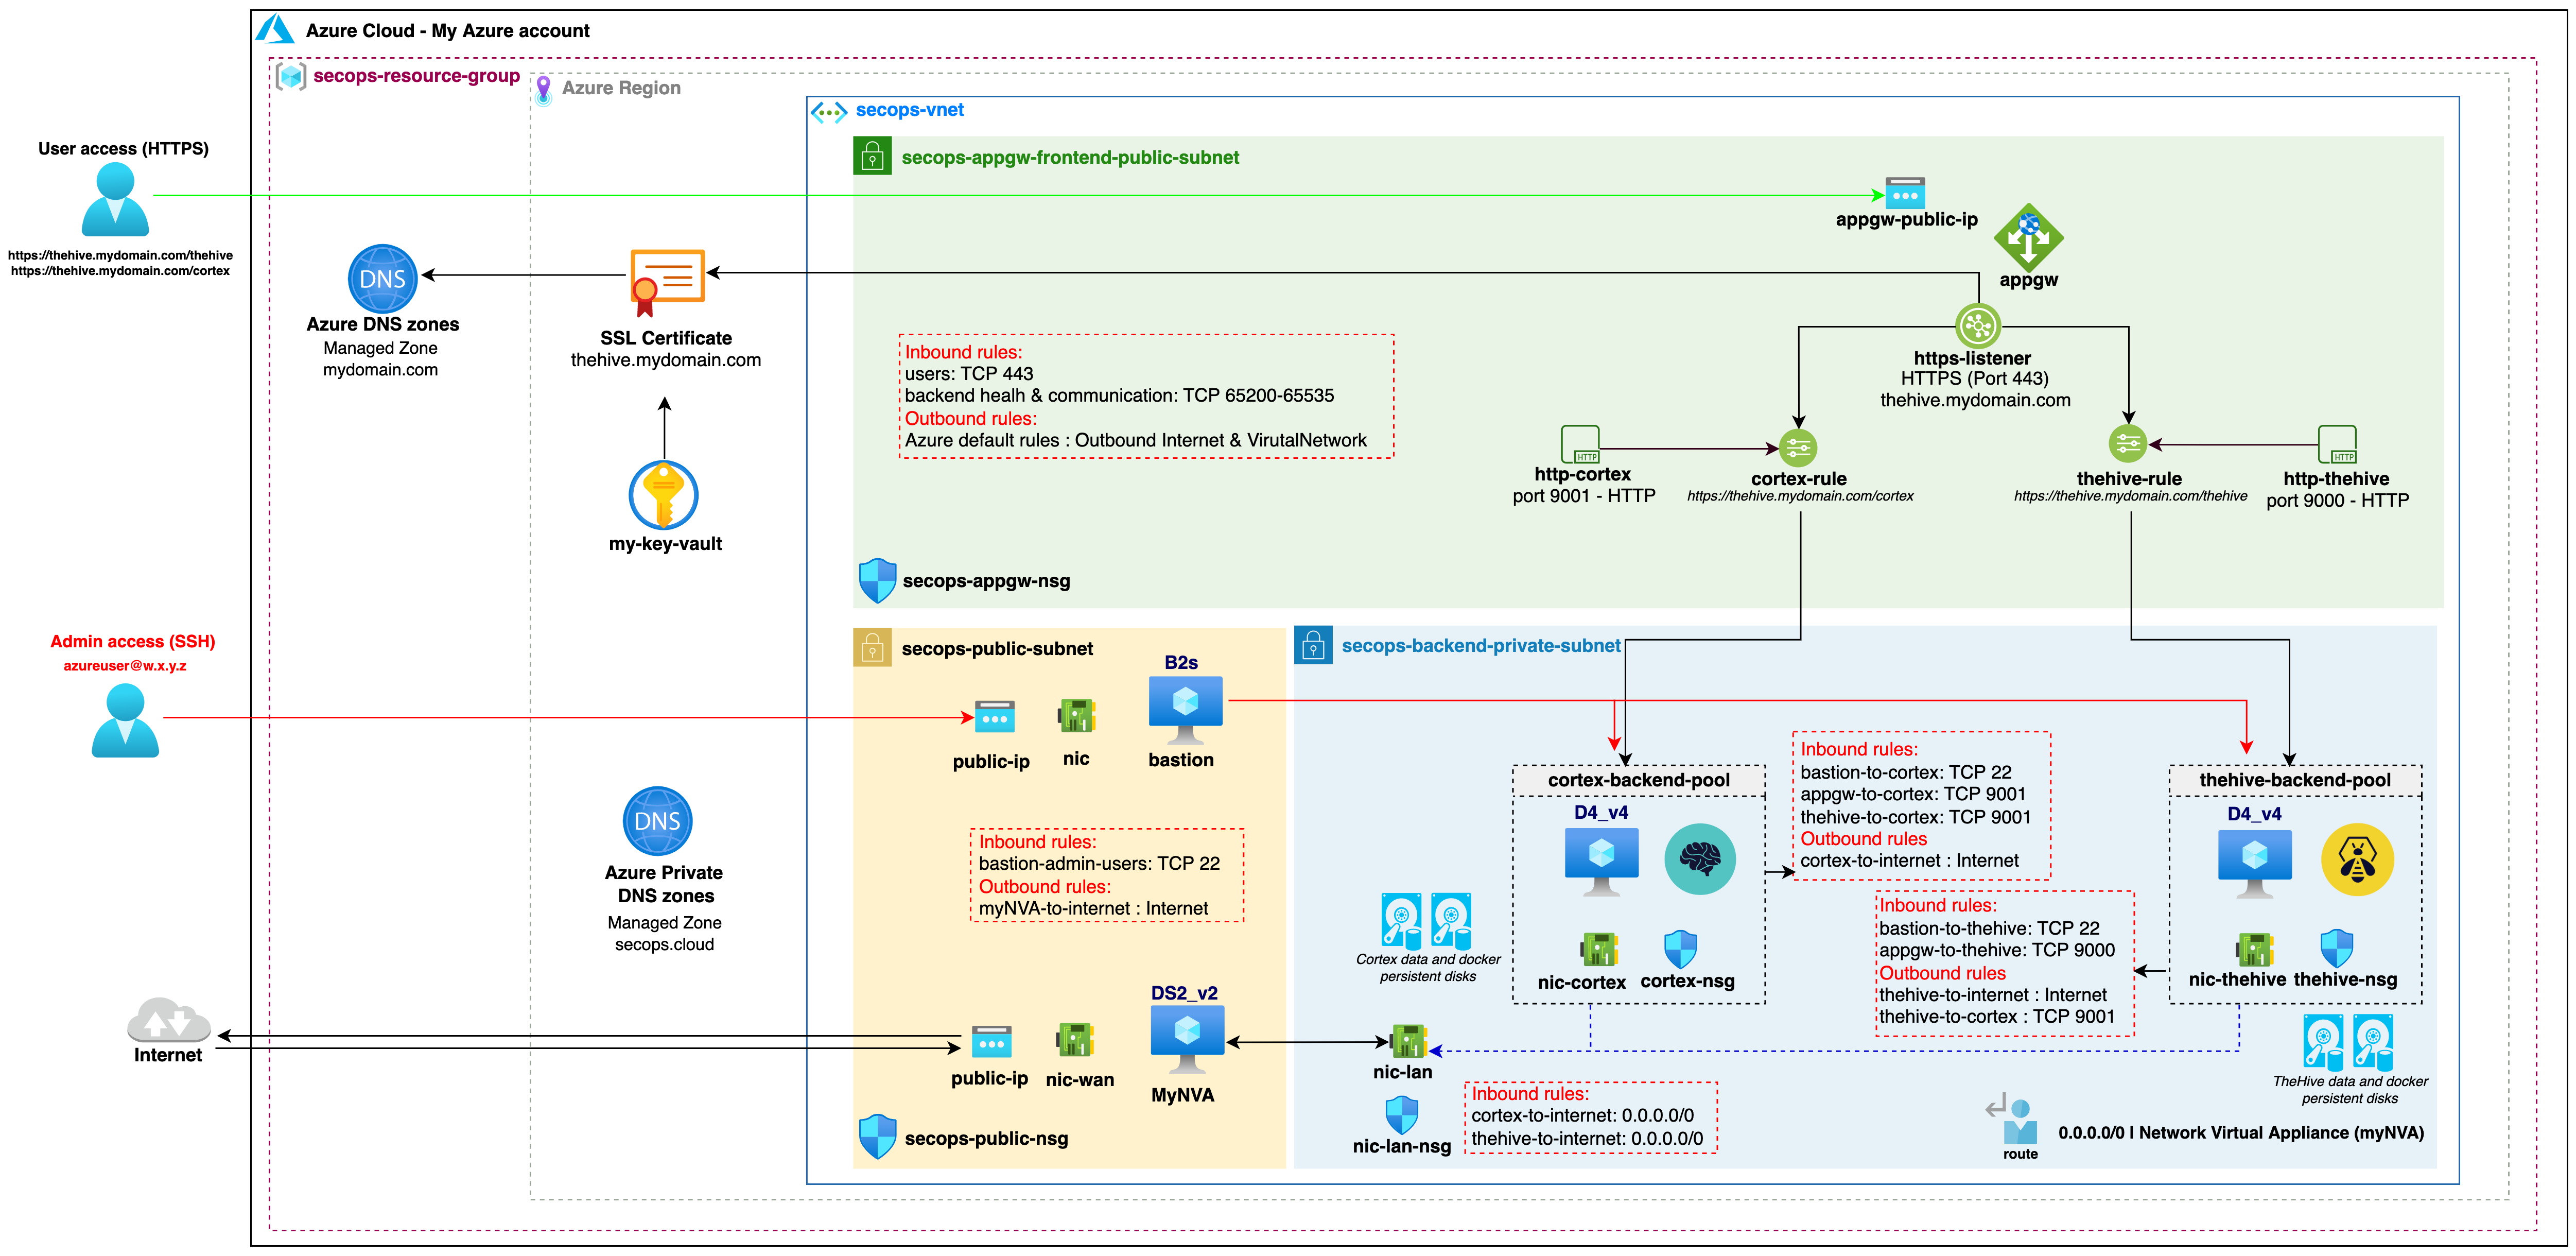 Azure Cloud - My Azure account
secops-resource-group
Azure Region
secops-vnet
User access (HTTPS)
https://thehive.mydomain.com/thehive
https://thehive.mydomain.com/cortex
secops-appgw-frontend-public-subnet
appgw-public-ip
appgw
DNS
Azure DNS zones
Managed Zone
mydomain.com
SSL Certificate
thehive.mydomain.com
my-key-vault
Inbound rules:
users: TCP 443
backend healh & communication: TCP 65200-65535
Outbound rules:
Azure default rules : Outbound Internet & VirutalNetwork
https-listener
HTTPS (Port 443)
thehive.mydomain.com
HTTP
http-cortex
port 9001 - HTTP
cortex-rule
https://thehive.mydomain.com/cortex
thehive-rule
https://thehive.mydomain.com/thehive
HTTP
http-thehive
port 9000 - HTTP
secops-appgw-nsg
Admin access (SSH)
azureuser@w.x.y.z
secops-public-subnet
B2s
public-ip
nic
bastion
Inbound rules:
bastion-admin-users: TCP 22
Outbound rules:
myNVA-to-internet : Internet
DNS
Azure Private
DNS zones
Managed Zone
secops.cloud
Internet
DS2_v2
public-ip
nic-wan
MyNVA
secops-public-nsg
secops-backend-private-subnet
cortex-backend-pool
D4_v4
nic-cortex
cortex-nsg
Cortex data and docker
persistent disks
Inbound rules:
bastion-to-cortex: TCP 22
appgw-to-cortex: TCP 9001
thehive-to-cortex: TCP 9001
Outbound rules
cortex-to-internet : Internet
Inbound rules:
bastion-to-thehive: TCP 22
appgw-to-thehive: TCP 9000
Outbound rules
thehive-to-internet : Internet
thehive-to-cortex : TCP 9001
thehive-backend-pool
D4_v4
nic-thehive
thehive-nsg
TheHive data and docker
persistent disks
nic-lan
nic-lan-nsg
Inbound rules:
cortex-to-internet: 0.0.0.0/0
thehive-to-internet: 0.0.0.0/0
route
0.0.0.0/0 | Network Virtual Appliance (myNVA)